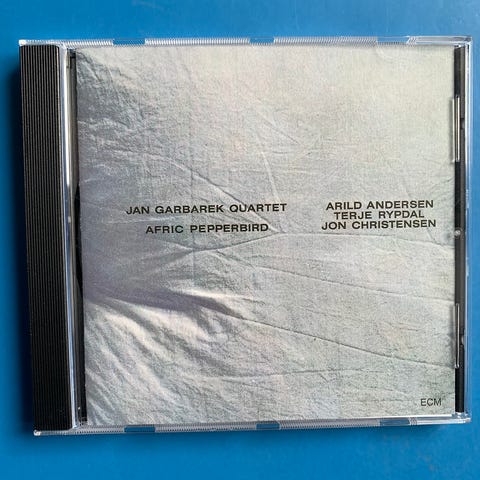 JAN GARBAREK QUARTET
AFRIC PEPPERBIRD
ARILD ANDERSEN
TERJE RYPDAL
JON CHRISTENSEN
ECM